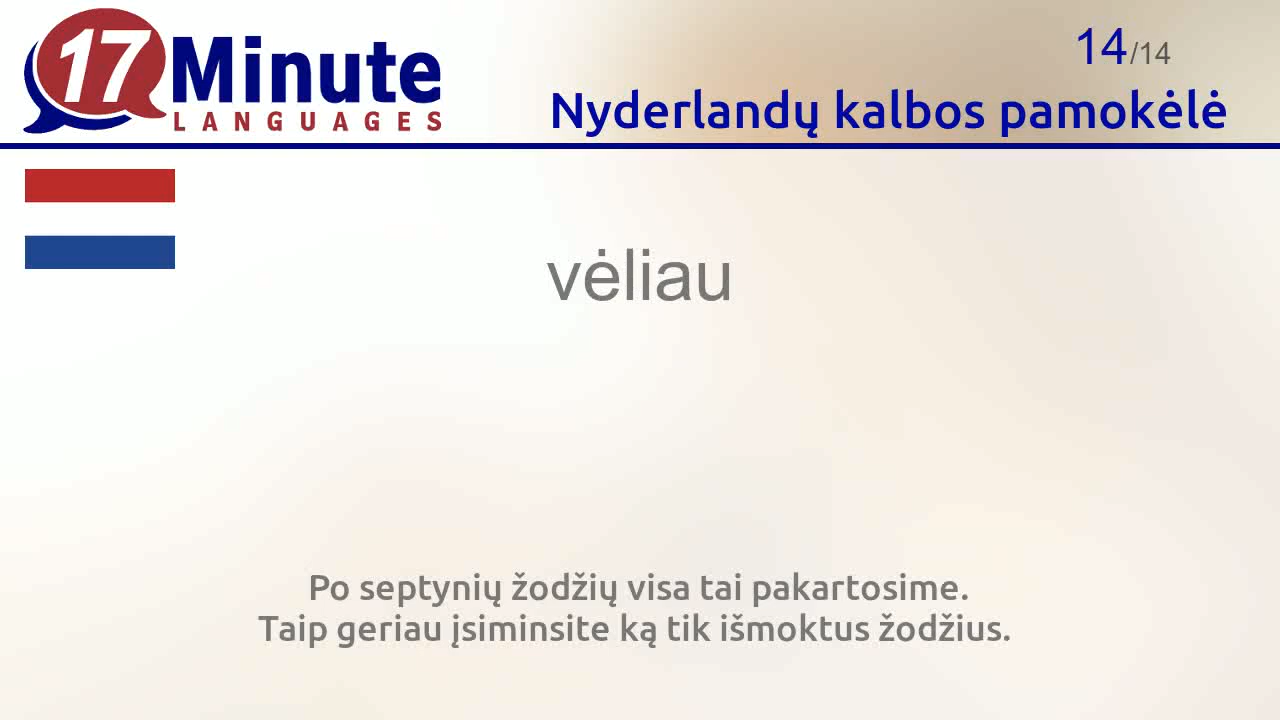 17 Minute
LANGUAGES
14/14
Nyderlandų kalbos pamokėlė
vėliau
Po septynių žodžių visa tai pakartosime.
Taip geriau įsiminsite ką tik išmoktus žodžius.